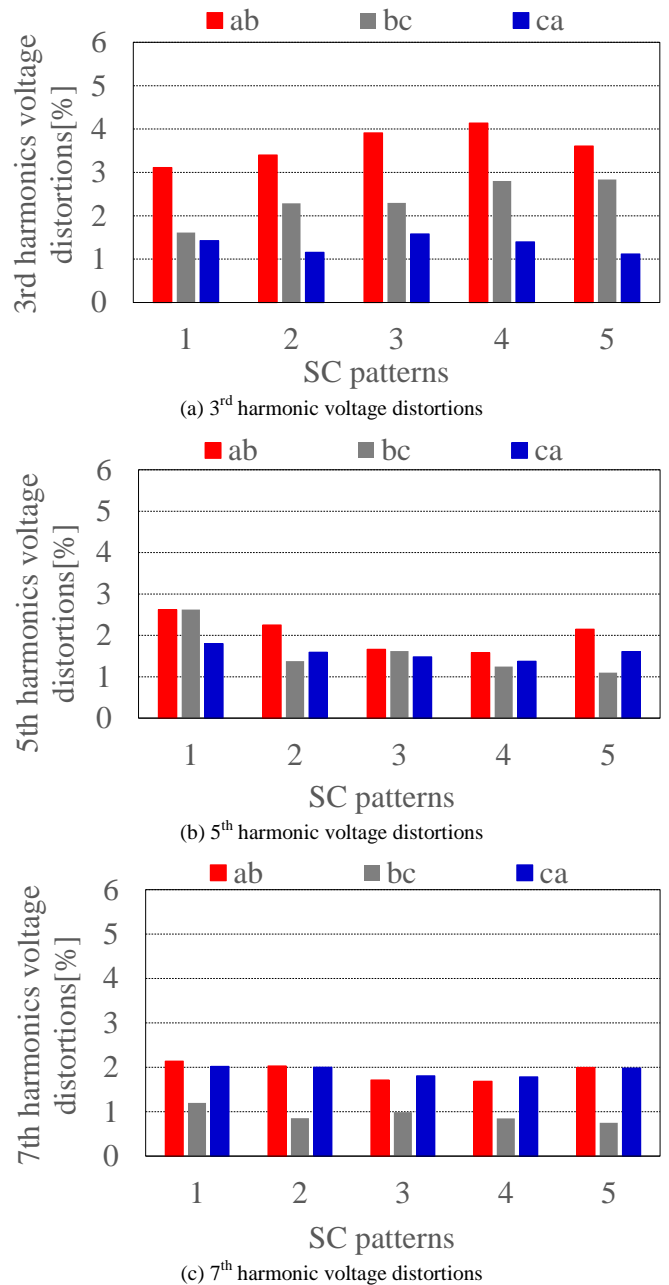 ab bc ca
3rd harmonics voltage
distortions[%]
6
5
4
3
2
1
0
1 2 3 4 5
SC patterns
(a) 3rd harmonic voltage distortions
ab bc ca
5th harmonics voltage
distortions[%]
6
5
4
3
2
1
0
1 2 3 4 5
SC patterns
(b) 5th harmonic voltage distortions
ab bc ca
7th harmonics voltage
distortions[%]
6
5
4
3
2
1
0
1 2 3 4 5
SC patterns
(c) 7th harmonic voltage distortions